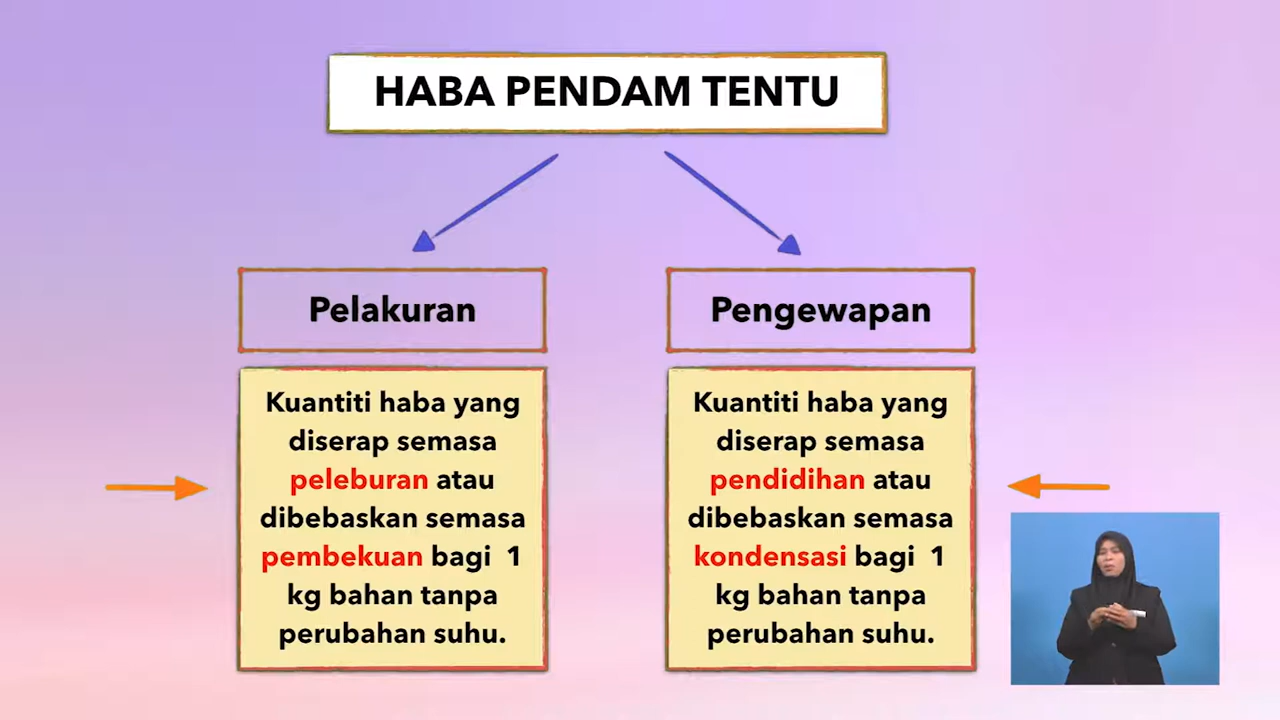 HABA PENDAM TENTU
Pelakuran
Kuantiti haba yang
diserap semasa
peleburan atau
dibebaskan semasa
pembekuan bagi 1
kg bahan tanpa
perubahan suhu.
Pengewapan
Kuantiti haba yang
diserap semasa
pendidihan atau
dibebaskan semasa
kondensasi bagi 1
kg bahan tanpa
perubahan suhu.